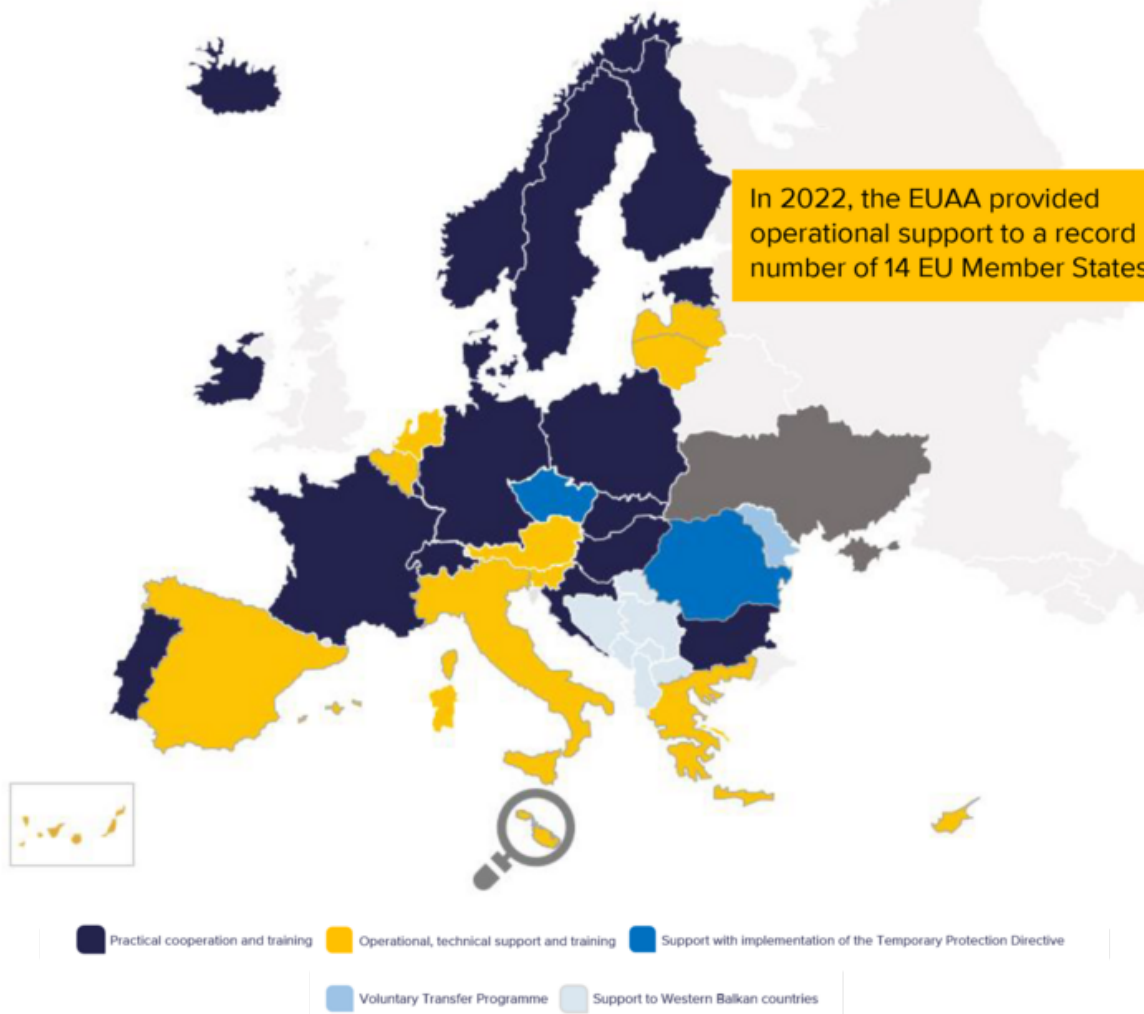 In 2022, the EUAA provided
operational support to a record
number of 14 EU Member States
Practical cooperation and training
Operational, technical support and training
Support with implementation of the Temporary Protection Directive
Voluntary Transfer Programme
Support to Western Balkan countries